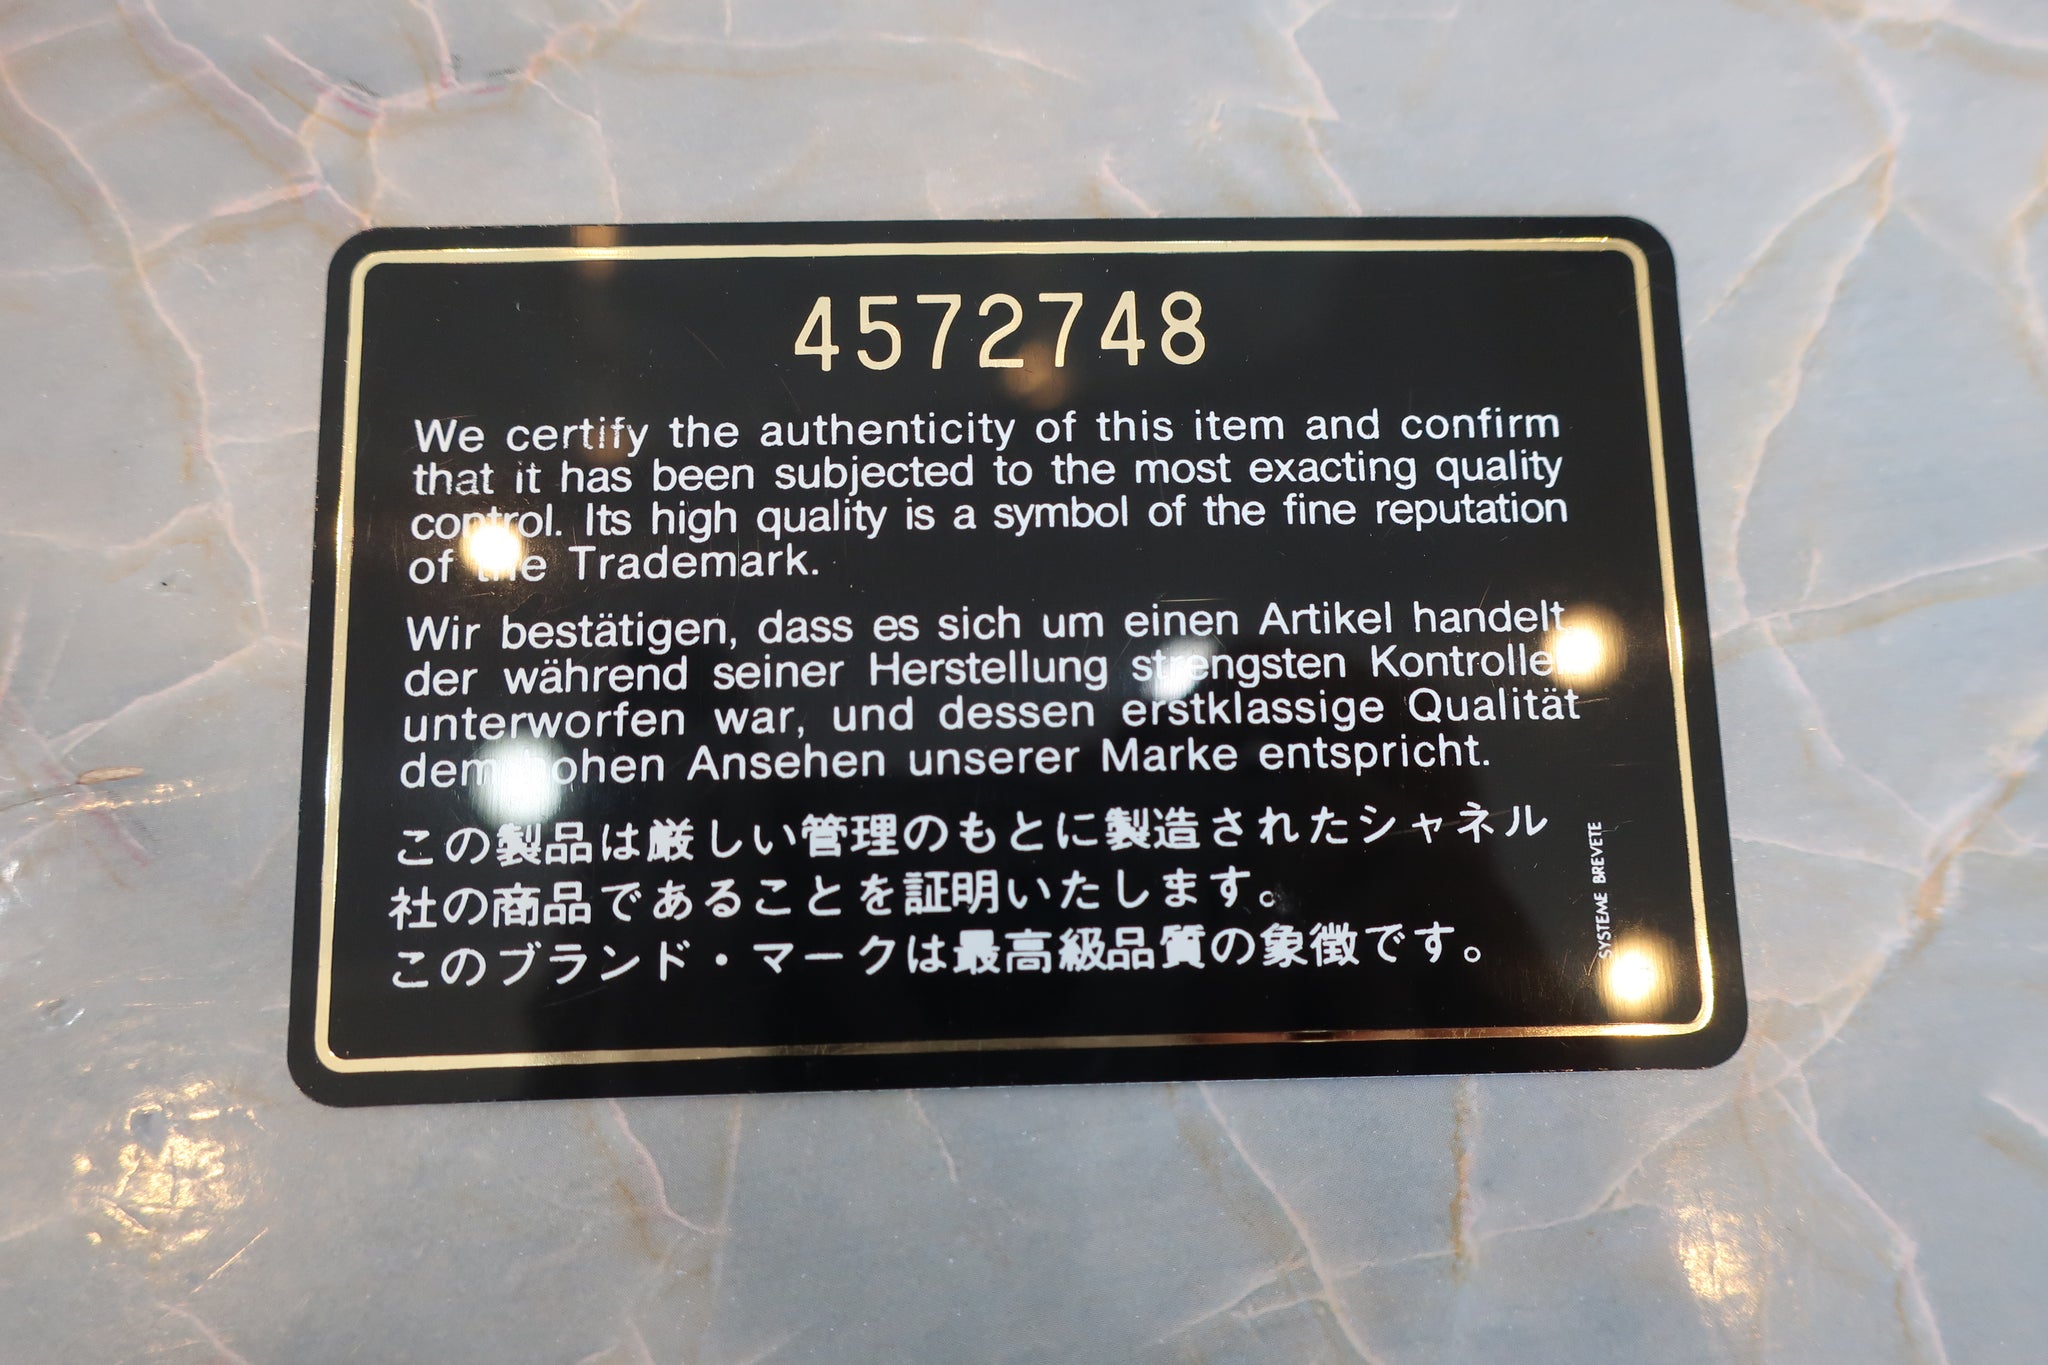 4572748
We certify the authenticity of this item and confirm
that it has been subjected to the most exacting quality
control. Its high quality is a symbol of the fine reputation
of the Trademark.
Wir bestätigen, dass es sich um einen Artikel handelt,
der während seiner Herstellung strengsten Kontrollen
unterworfen war, und dessen erstklassige Qualität
dem hohen Ansehen unserer Marke entspricht.
この製品は厳しい管理のもとに製造されたシャネル
社の商品であることを証明いたします。
このブランド・マークは最高級品質の象徴です。
SYSTEME BREVETE